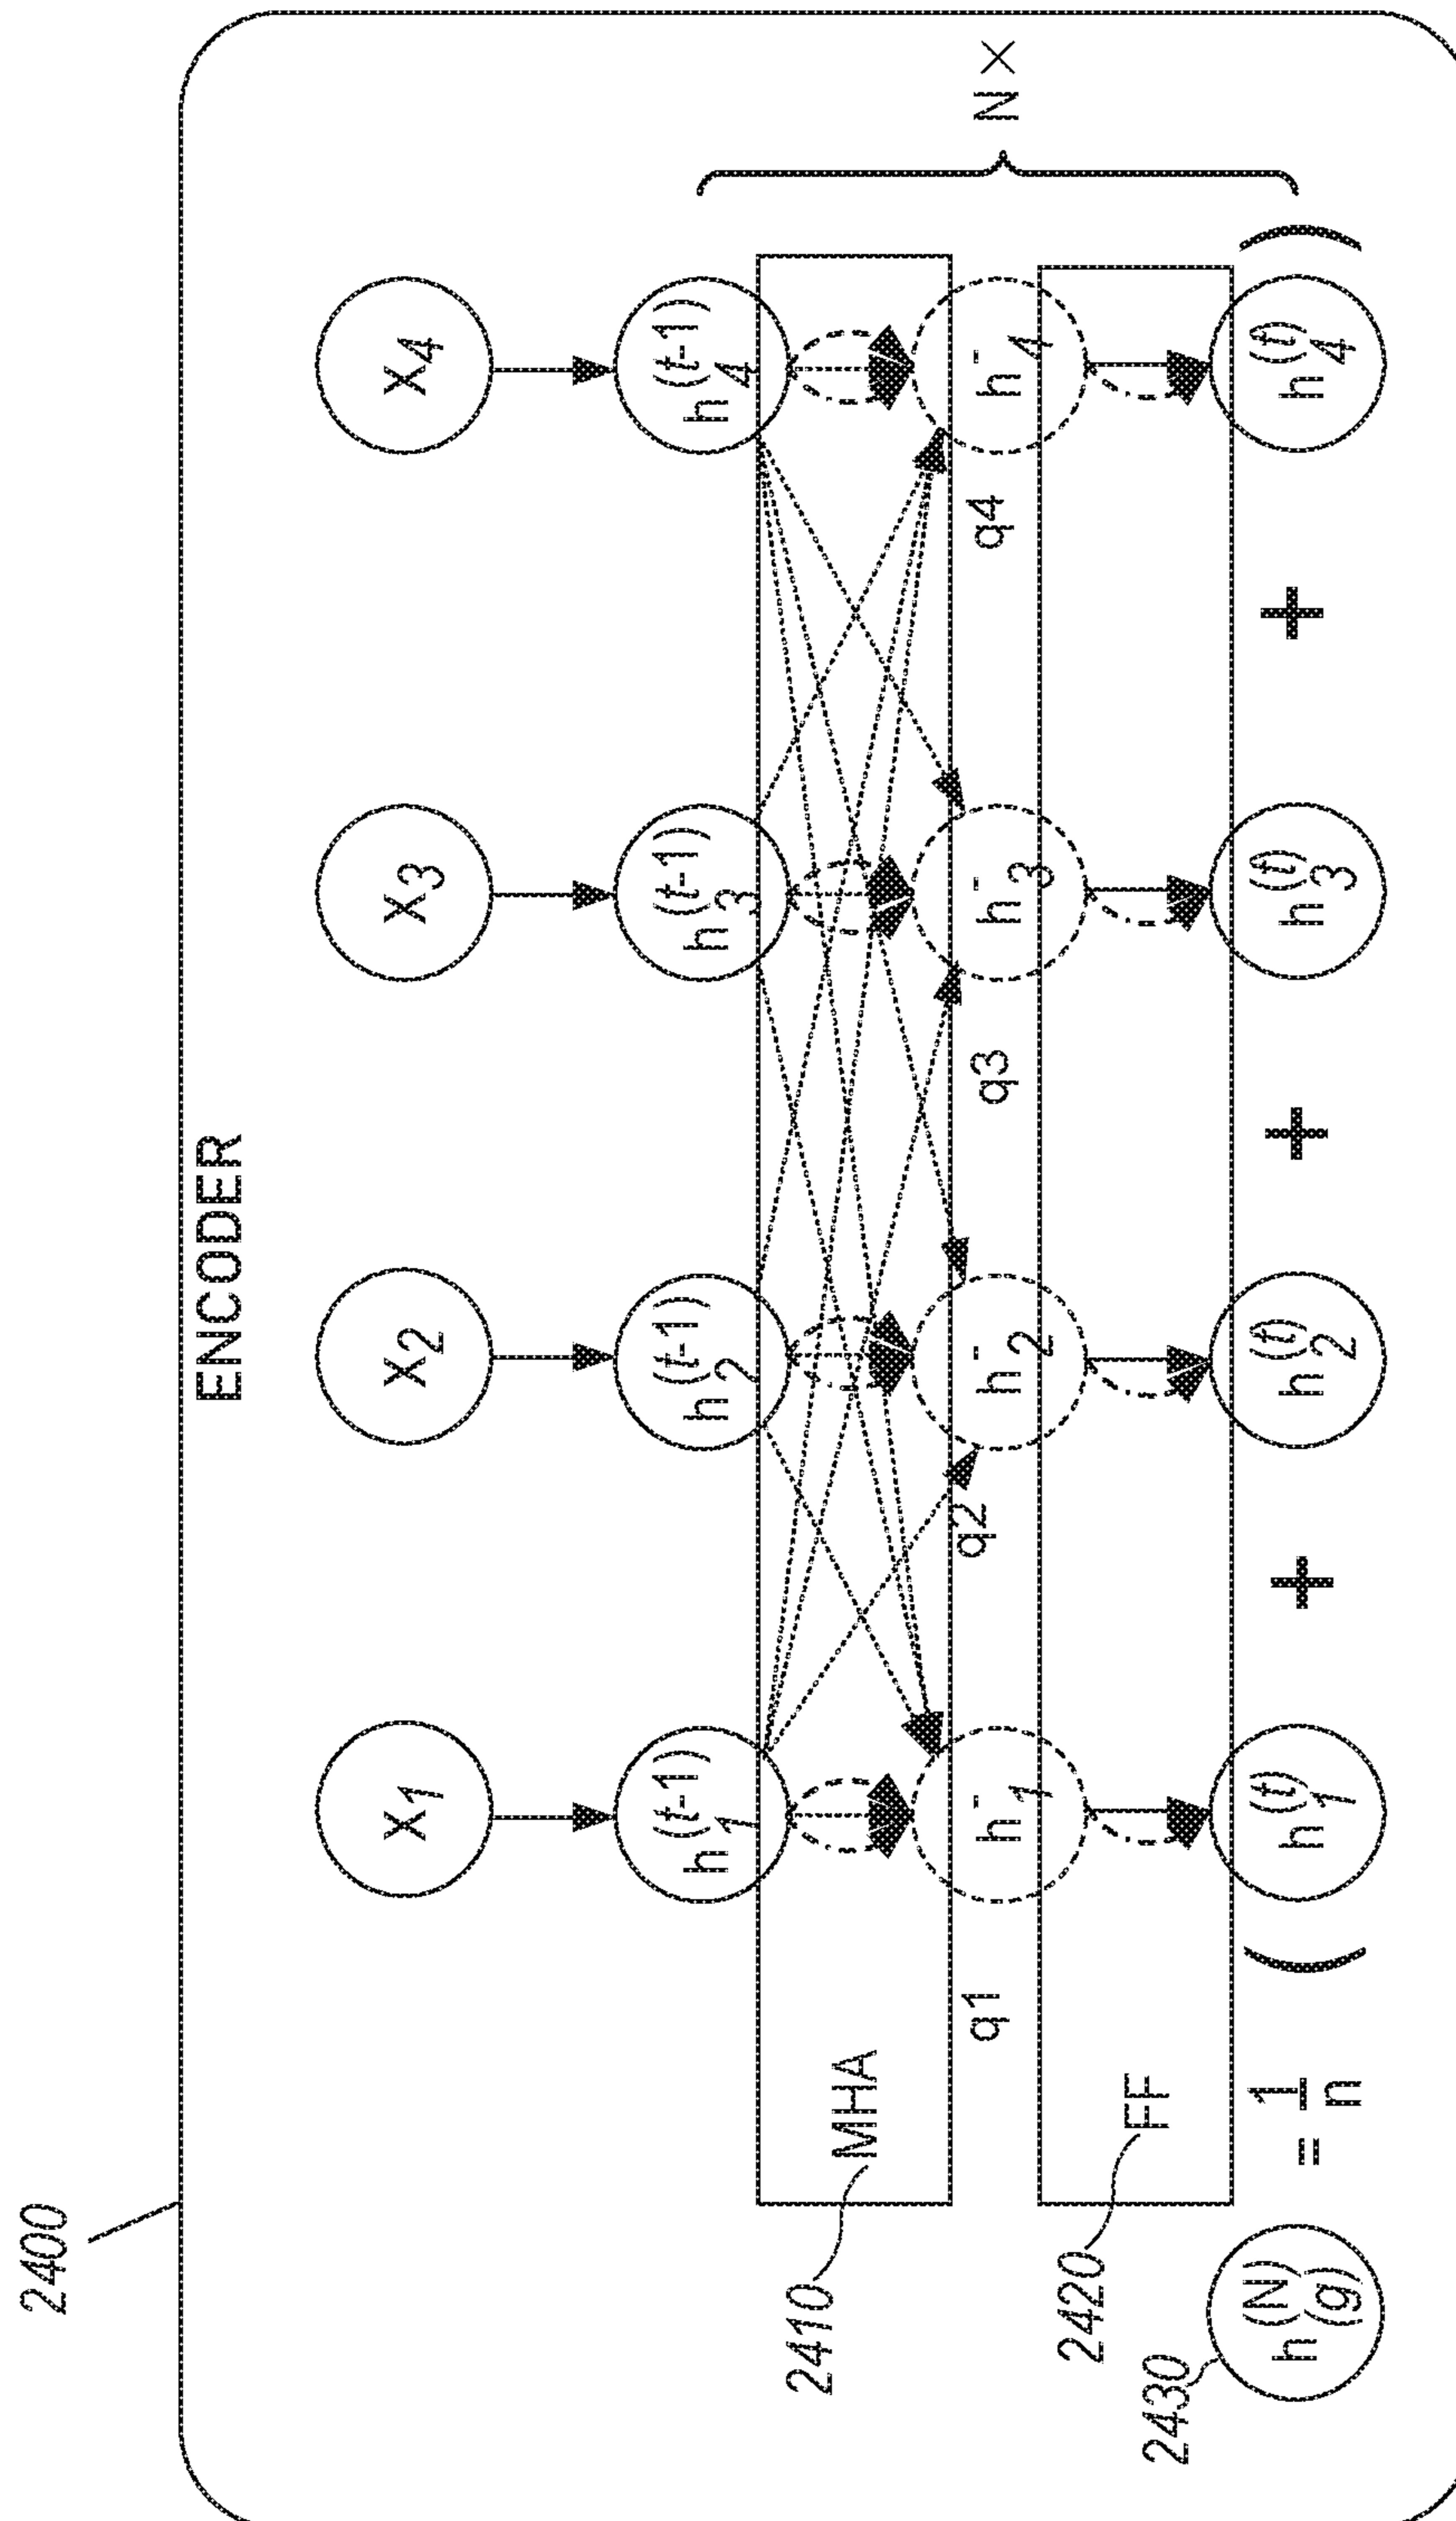 2400
ENCODER
x1 x2 x3 x4
h1(t-1) h2(t-1) h3(t-1) h4(t-1)
N×
2410 MHA
q1 h-1 q2 h-2 q3 h-3 q4 h-4
2420 FF
2430 h(g)(N) = 1/n ( h1(t) + h2(t) + h3(t) + h4(t) )